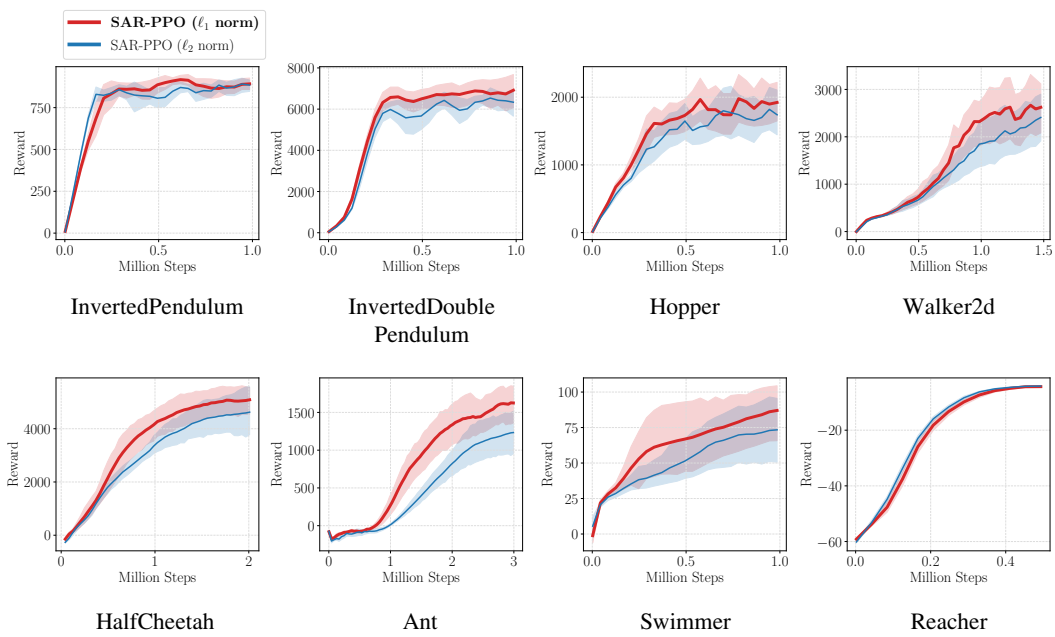 SAR-PPO (ℓ₁ norm)
SAR-PPO (ℓ₂ norm)
Reward
750
500
250
0
0.0 0.5 1.0
Million Steps
InvertedPendulum
Reward
8000
6000
4000
2000
0
0.0 0.5 1.0
Million Steps
InvertedDouble
Pendulum
Reward
2000
1000
0
0.0 0.5 1.0
Million Steps
Hopper
Reward
3000
2000
1000
0
0.0 0.5 1.0 1.5
Million Steps
Walker2d
Reward
4000
2000
0
0 1 2
Million Steps
HalfCheetah
Reward
1500
1000
500
0
0 1 2 3
Million Steps
Ant
Reward
100
75
50
25
0
0.0 0.5 1.0
Million Steps
Swimmer
Reward
−20
−40
−60
0.0 0.2 0.4
Million Steps
Reacher